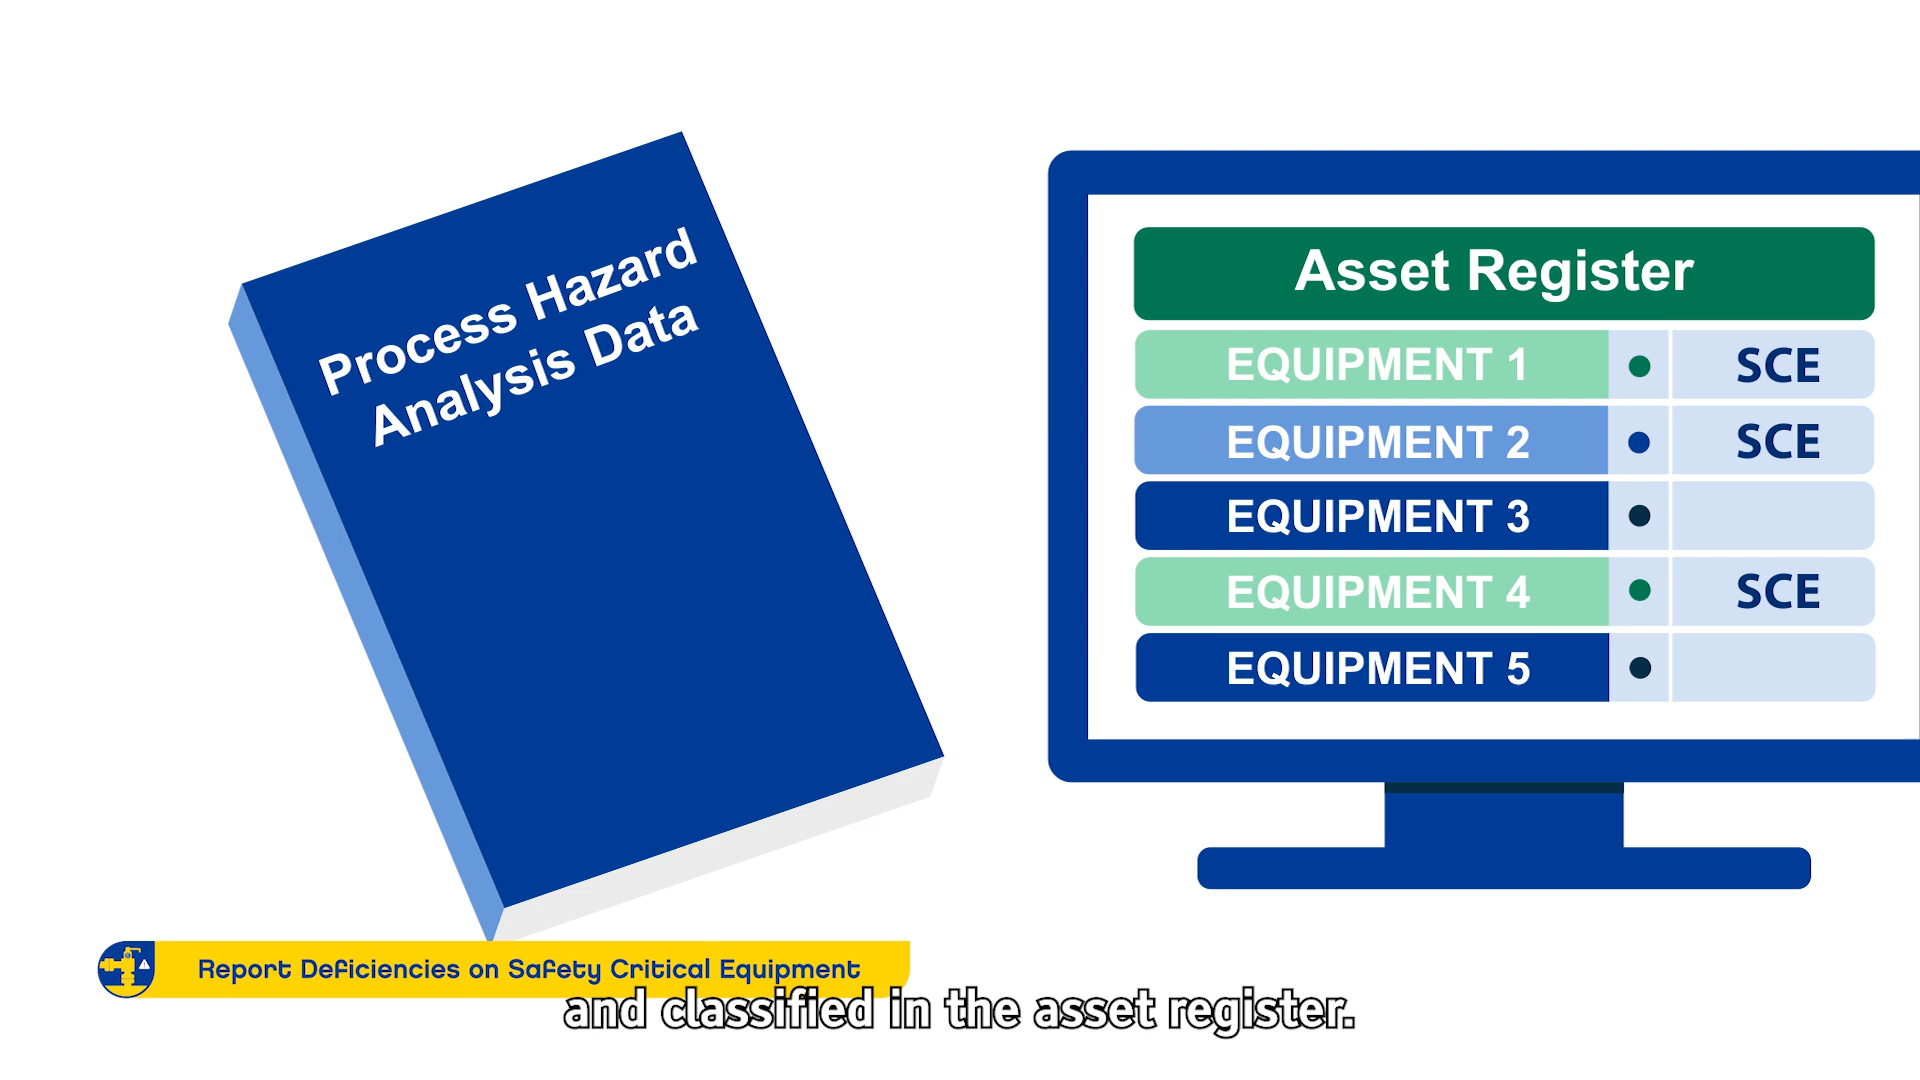 Process Hazard
Analysis Data
Asset Register
EQUIPMENT 1 SCE
EQUIPMENT 2 SCE
EQUIPMENT 3
EQUIPMENT 4 SCE
EQUIPMENT 5
Report Deficiencies on Safety Critical Equipment
and classified in the asset register.